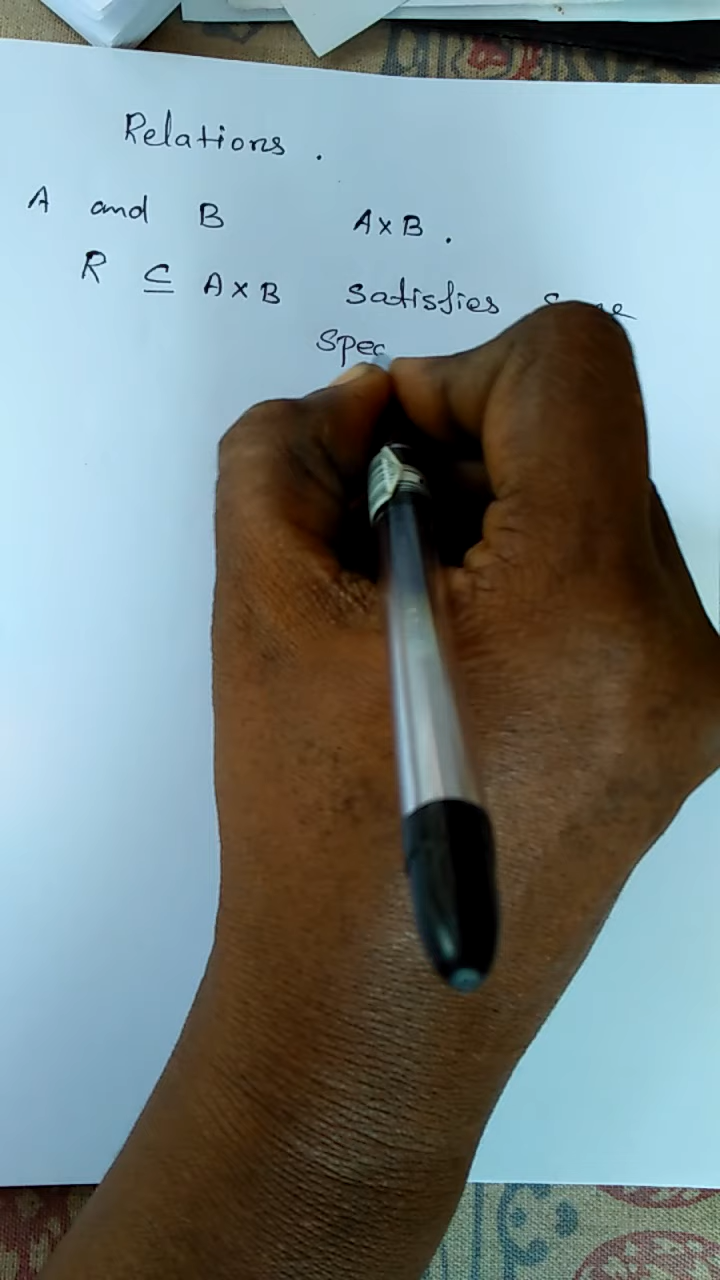 Relations.
A and B A×B.
R ⊆ A×B satisfies
Spec